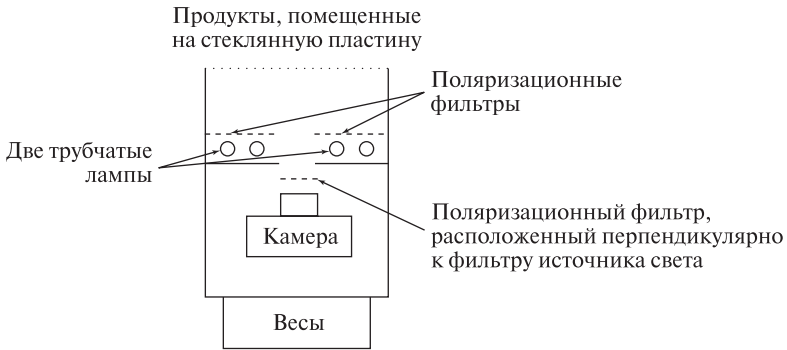 Продукты, помещенные
на стеклянную пластину
Поляризационные
фильтры
Две трубчатые
лампы
Поляризационный фильтр,
расположенный перпендикулярно
к фильтру источника света
Камера
Весы